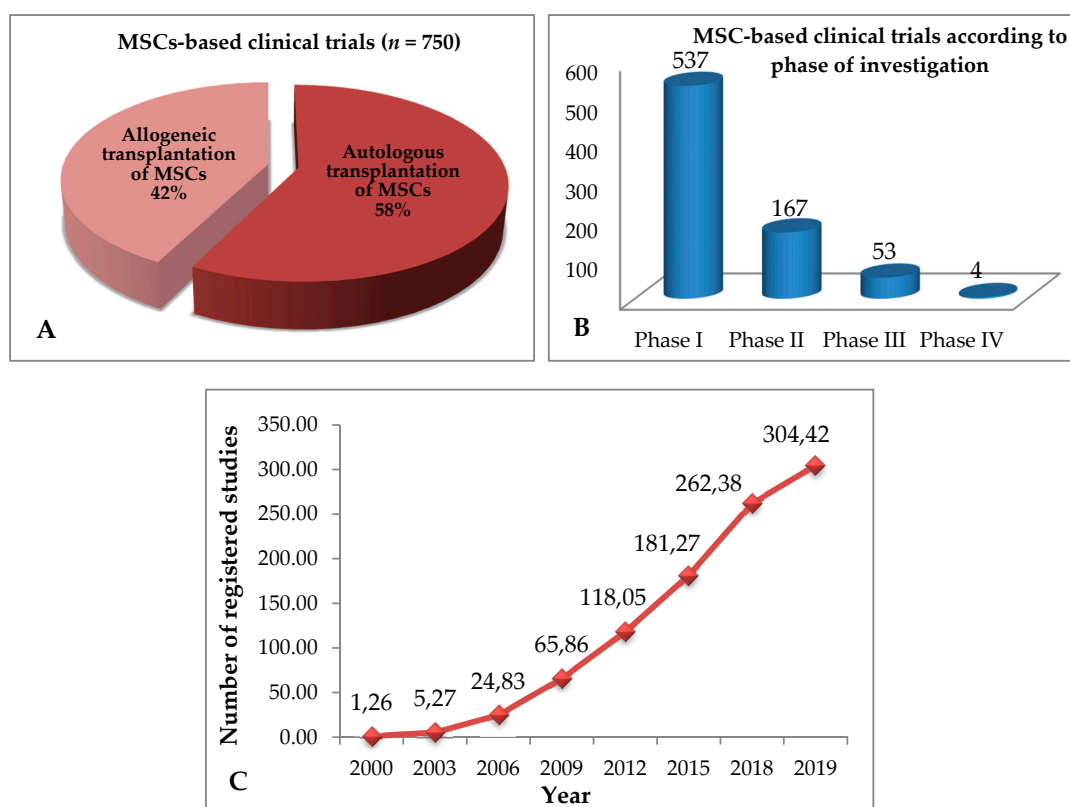 MSCs-based clinical trials (n = 750)
Allogeneic
transplantation
of MSCs
42%
Autologous
transplantation
of MSCs
58%
A
MSC-based clinical trials according to
phase of investigation
600
500
400
300
200
100
537
167
53
4
Phase I Phase II Phase III Phase IV
B
Number of registered studies
350.00
300.00
250.00
200.00
150.00
100.00
50.00
0.00
1,26
5,27
24,83
65,86
118,05
181,27
262,38
304,42
2000 2003 2006 2009 2012 2015 2018 2019
Year
C